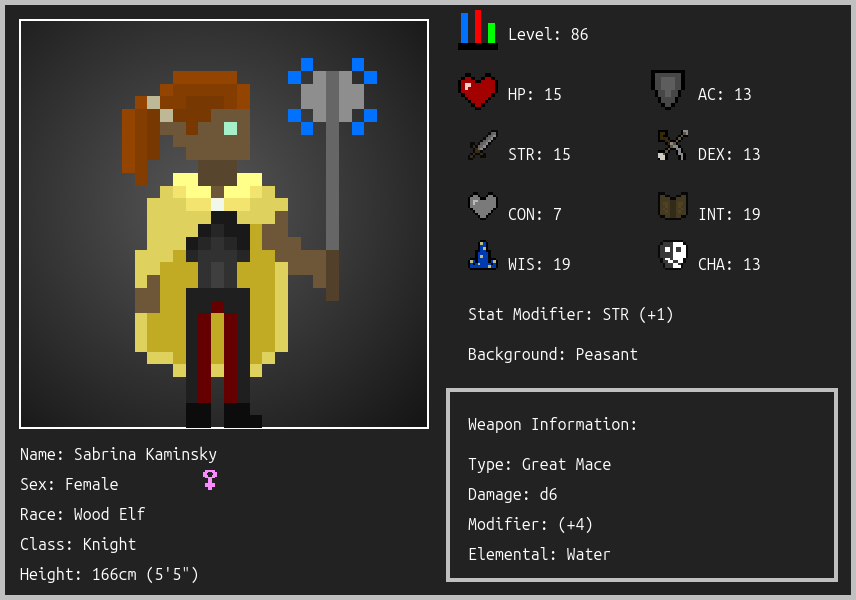 Level: 86
HP: 15
AC: 13
STR: 15
DEX: 13
CON: 7
INT: 19
WIS: 19
CHA: 13
Stat Modifier: STR (+1)
Background: Peasant
Weapon Information:
Type: Great Mace
Damage: d6
Modifier: (+4)
Elemental: Water
Name: Sabrina Kaminsky
Sex: Female
Race: Wood Elf
Class: Knight
Height: 166cm (5'5")